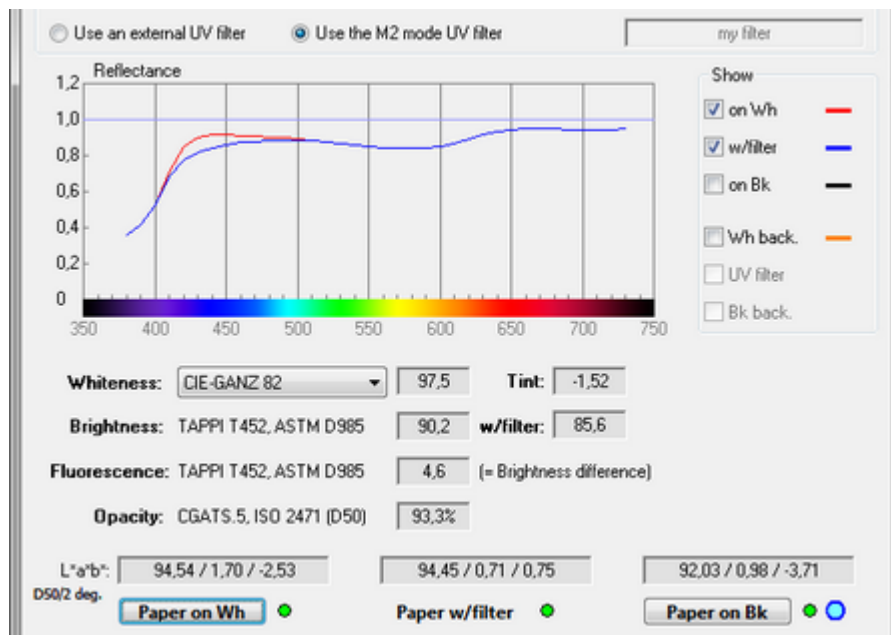 Use an external UV filter Use the M2 mode UV filter my filter
Reflectance
1,2
1,0
0,8
0,6
0,4
0,2
0
350 400 450 500 550 600 650 700 750
Show
on Wh
w/filter
on Bk
Wh back.
UV filter
Bk back.
Whiteness: CIE-GANZ 82 97,5 Tint: -1,52
Brightness: TAPPI T452, ASTM D985 90,2 w/filter: 85,6
Fluorescence: TAPPI T452, ASTM D985 4,6 (= Brightness difference)
Opacity: CGATS.5, ISO 2471 (D50) 93,3%
L*a*b*: 94,54 / 1,70 / -2,53 94,45 / 0,71 / 0,75 92,03 / 0,98 / -3,71
D50/2 deg.
Paper on Wh Paper w/filter Paper on Bk